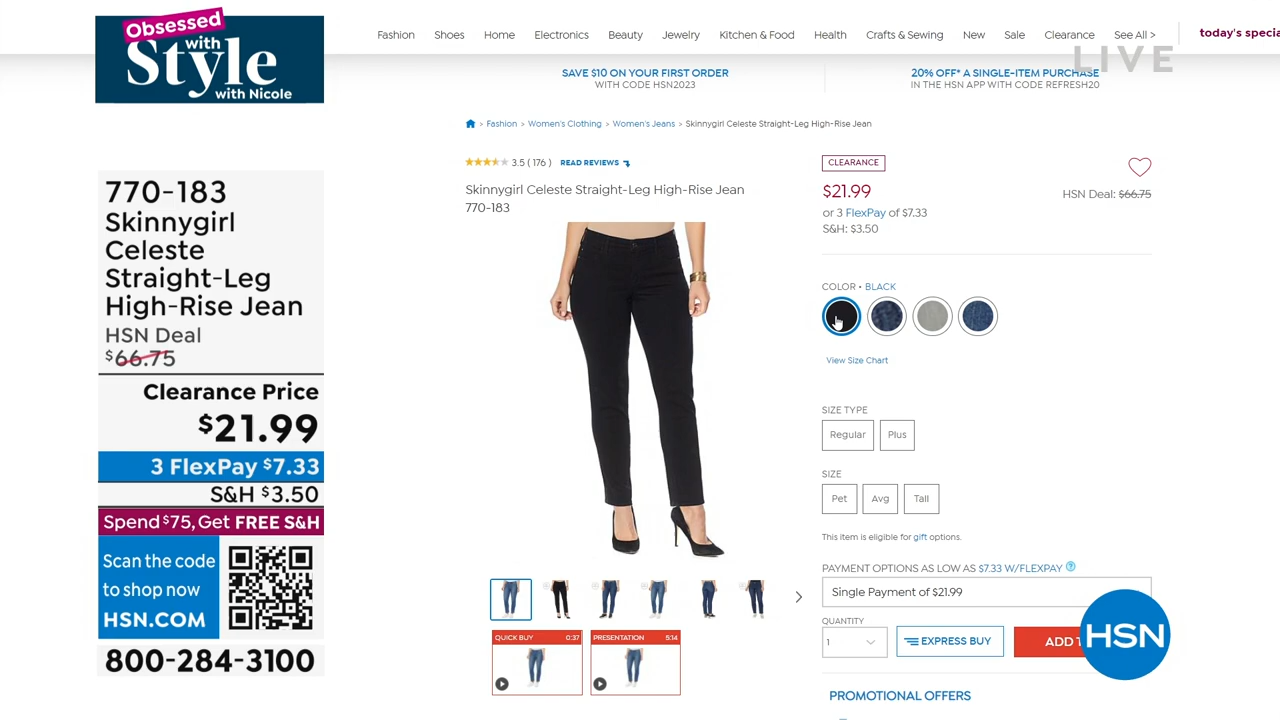 Obsessed
with
Style
with Nicole
Fashion Shoes Home Electronics Beauty Jewelry Kitchen & Food Health Crafts & Sewing New Sale Clearance See All > today's specia
LIVE
SAVE $10 ON YOUR FIRST ORDER
WITH CODE HSN2023
20% OFF* A SINGLE-ITEM PURCHASE
IN THE HSN APP WITH CODE REFRESH20
> Fashion > Women's Clothing > Women's Jeans > Skinnygirl Celeste Straight-Leg High-Rise Jean
770-183
Skinnygirl
Celeste
Straight-Leg
High-Rise Jean
HSN Deal
$66.75
Clearance Price
$21.99
3 FlexPay $7.33
S&H $3.50
Spend $75, Get FREE S&H
Scan the code
to shop now
HSN.COM
800-284-3100
3.5 ( 176 ) READ REVIEWS
Skinnygirl Celeste Straight-Leg High-Rise Jean
770-183
QUICK BUY 0:37
PRESENTATION 5:14
CLEARANCE
$21.99
HSN Deal: $66.75
or 3 FlexPay of $7.33
S&H: $3.50
COLOR • BLACK
View Size Chart
SIZE TYPE
Regular Plus
SIZE
Pet Avg Tall
This item is eligible for gift options.
PAYMENT OPTIONS AS LOW AS $7.33 W/FLEXPAY ?
Single Payment of $21.99
QUANTITY
1
EXPRESS BUY
ADD T
HSN
PROMOTIONAL OFFERS